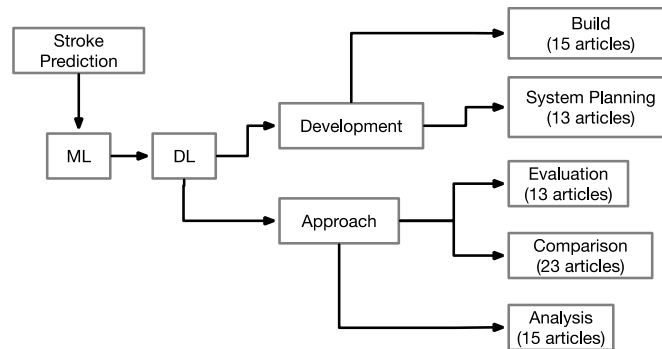 Stroke
Prediction
ML
DL
Development
Approach
Build
(15 articles)
System Planning
(13 articles)
Evaluation
(13 articles)
Comparison
(23 articles)
Analysis
(15 articles)